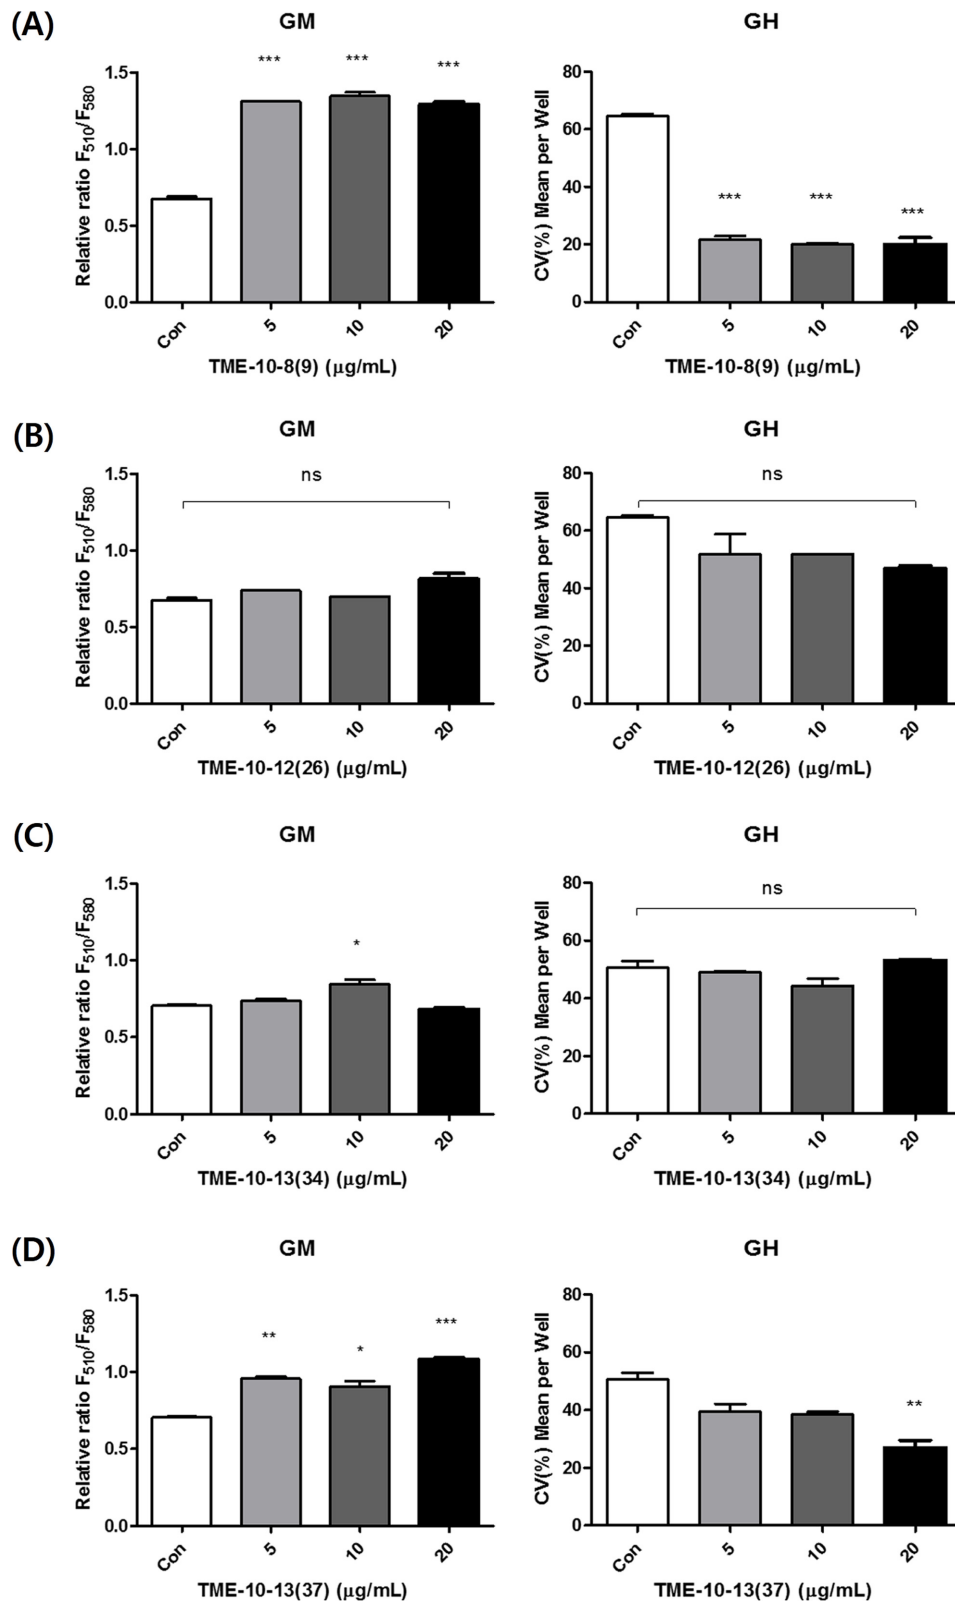 (A)
GM
GH
Relative ratio F510/F580
1.5
1.0
0.5
0.0
***
***
***
Con
5
10
20
TME-10-8(9) (μg/mL)
CV(%) Mean per Well
80
60
40
20
0
***
***
***
Con
5
10
20
TME-10-8(9) (μg/mL)
(B)
GM
GH
Relative ratio F510/F580
1.5
1.0
0.5
0.0
ns
Con
5
10
20
TME-10-12(26) (μg/mL)
CV(%) Mean per Well
80
60
40
20
0
ns
Con
5
10
20
TME-10-12(26) (μg/mL)
(C)
GM
GH
Relative ratio F510/F580
1.5
1.0
0.5
0.0
*
Con
5
10
20
TME-10-13(34) (μg/mL)
CV(%) Mean per Well
80
60
40
20
0
ns
Con
5
10
20
TME-10-13(34) (μg/mL)
(D)
GM
GH
Relative ratio F510/F580
1.5
1.0
0.5
0.0
**
*
***
Con
5
10
20
TME-10-13(37) (μg/mL)
CV(%) Mean per Well
80
60
40
20
0
**
Con
5
10
20
TME-10-13(37) (μg/mL)